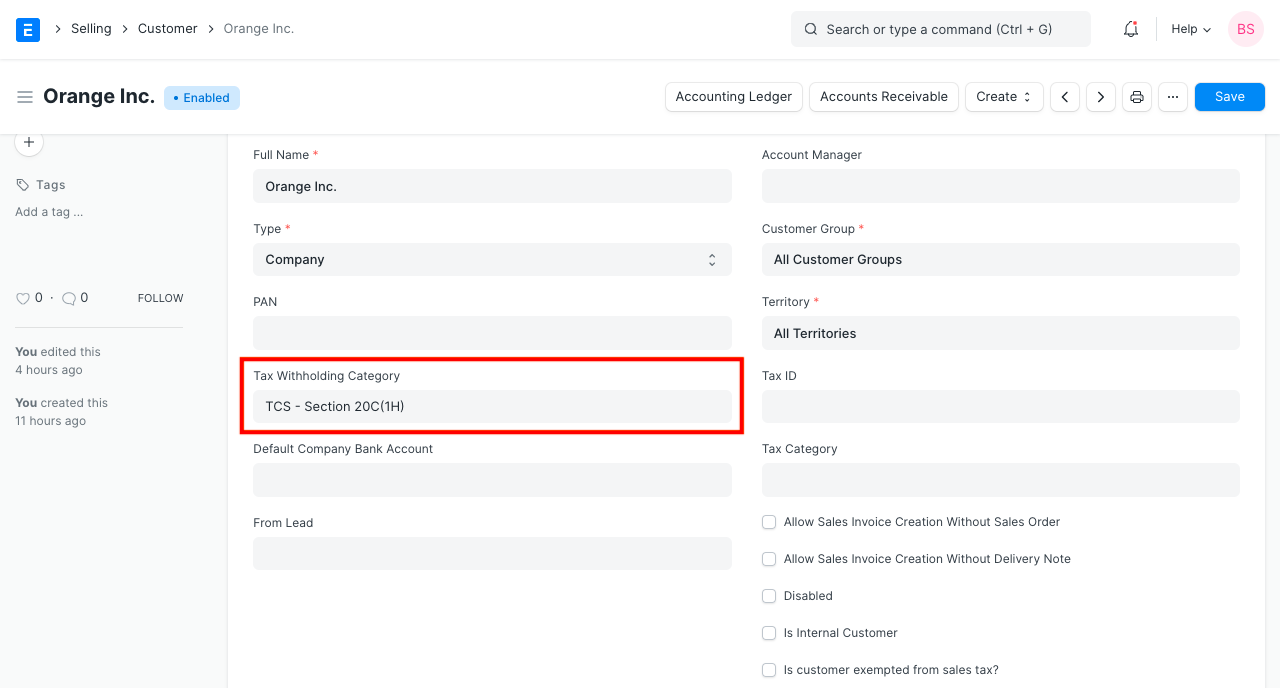 E
Selling
Customer
Orange Inc.
Search or type a command (Ctrl + G)
Help
BS
Orange Inc.
Enabled
Accounting Ledger
Accounts Receivable
Create
Save
Tags
Add a tag ...
0 · 0
FOLLOW
You edited this
4 hours ago
You created this
11 hours ago
Full Name *
Orange Inc.
Type *
Company
PAN
Tax Withholding Category
TCS - Section 20C(1H)
Default Company Bank Account
From Lead
Account Manager
Customer Group *
All Customer Groups
Territory *
All Territories
Tax ID
Tax Category
Allow Sales Invoice Creation Without Sales Order
Allow Sales Invoice Creation Without Delivery Note
Disabled
Is Internal Customer
Is customer exempted from sales tax?